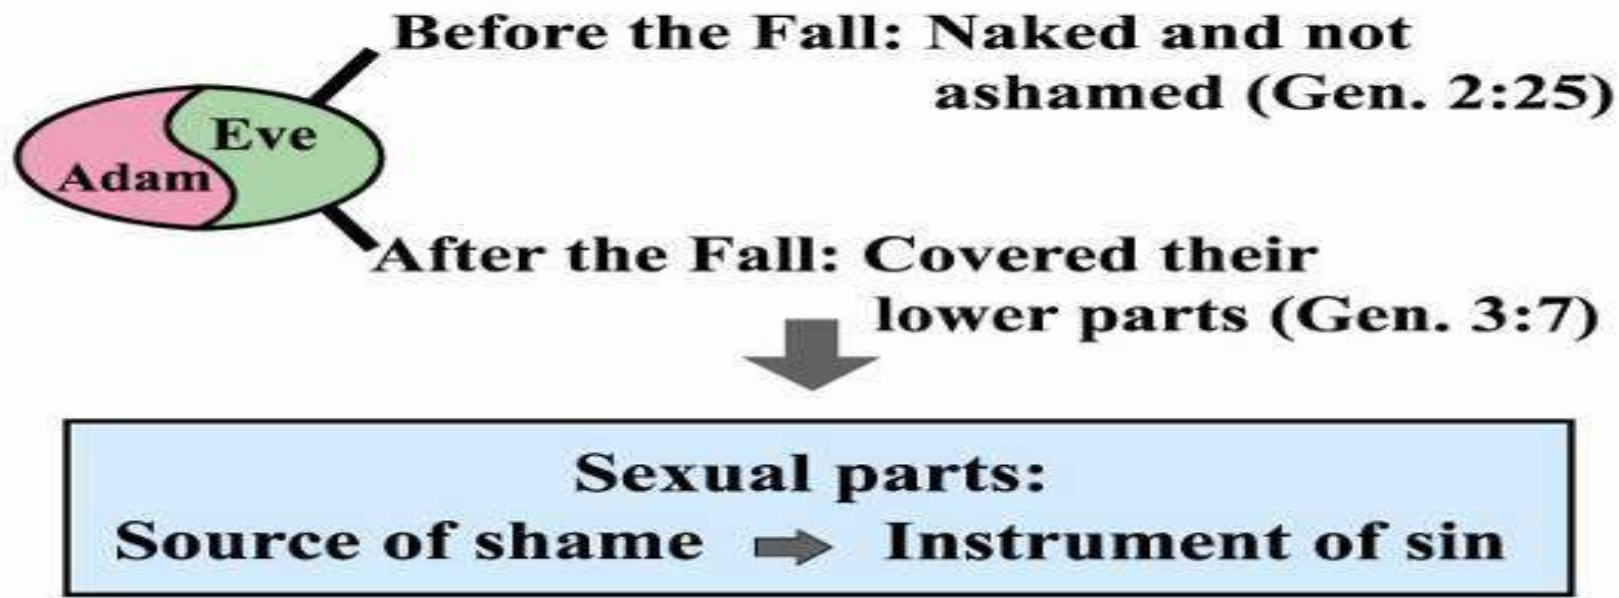 Before the Fall: Naked and not
ashamed (Gen. 2:25)
Eve
Adam
After the Fall: Covered their
lower parts (Gen. 3:7)
Sexual parts:
Source of shame Instrument of sin